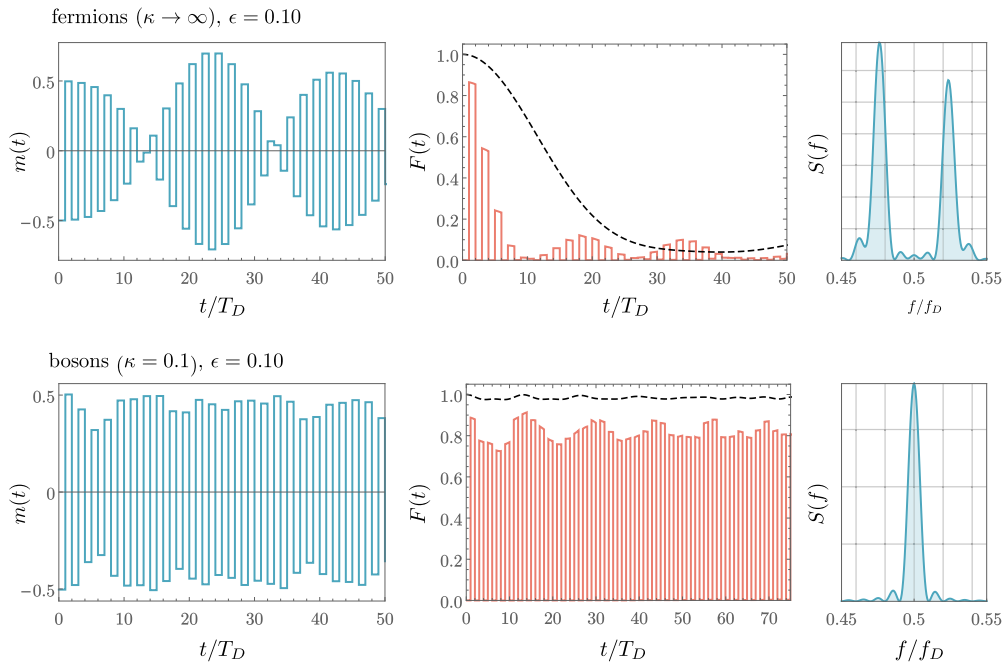 fermions (κ → ∞), ϵ = 0.10
m(t)
0.5
0
−0.5
0 10 20 30 40 50
t/T_D
F(t)
1.0
0.8
0.6
0.4
0.2
0.0
0 10 20 30 40 50
t/T_D
S(f)
0.45 0.5 0.55
f/f_D
bosons (κ = 0.1), ϵ = 0.10
m(t)
0.5
0
−0.5
0 10 20 30 40 50
t/T_D
F(t)
1.0
0.8
0.6
0.4
0.2
0.0
0 10 20 30 40 50 60 70
t/T_D
S(f)
0.45 0.5 0.55
f/f_D